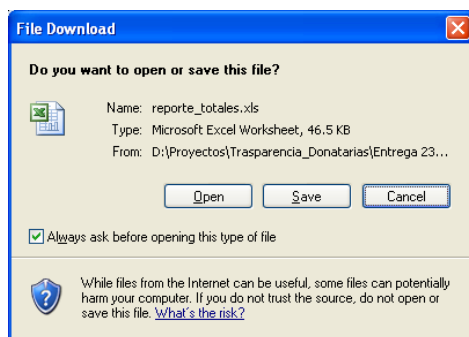 File Download
Do you want to open or save this file?
Name: reporte_totales.xls
Type: Microsoft Excel Worksheet, 46.5 KB
From: D:\Proyectos\Trasparencia_Donatarias\Entrega 23...
Open Save Cancel
Always ask before opening this type of file
While files from the Internet can be useful, some files can potentially
harm your computer. If you do not trust the source, do not open or
save this file. What's the risk?